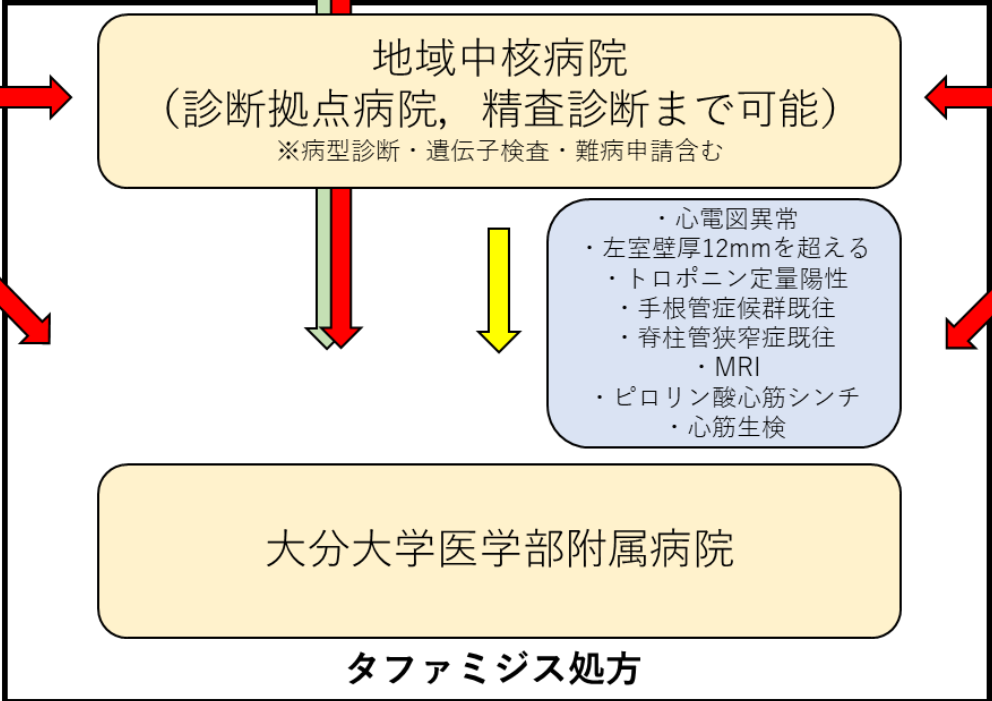 地域中核病院
（診断拠点病院，精査診断まで可能）
※病型診断・遺伝子検査・難病申請含む
・心電図異常
・左室壁厚12mmを超える
・トロポニン定量陽性
・手根管症候群既往
・脊柱管狭窄症既往
・MRI
・ピロリン酸心筋シンチ
・心筋生検
大分大学医学部附属病院
タファミジス処方